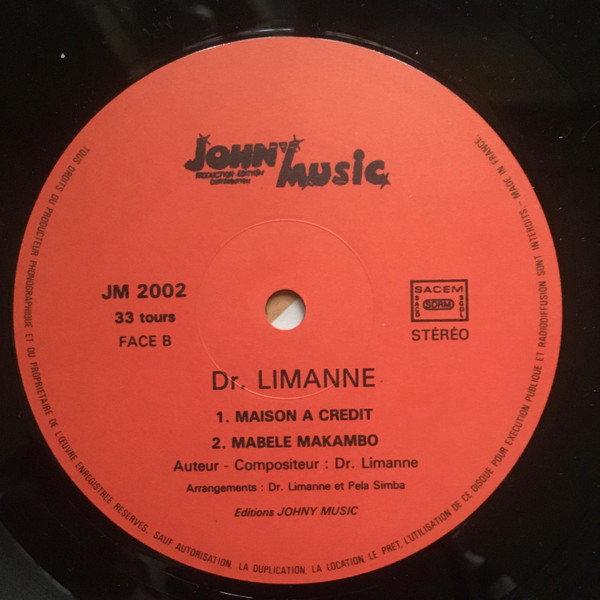 JOHNY MUSIC
PRODUCTION-EDITION
DISTRIBUTION
JM 2002
33 tours
FACE B
SACEM
SACD
SDRM
SGDL
STÉRÉO
Dr. LIMANNE
1. MAISON A CREDIT
2. MABELE MAKAMBO
Auteur - Compositeur : Dr. Limanne
Arrangements : Dr. Limanne et Pela Simba
Editions JOHNY MUSIC
TOUS DROITS DU PRODUCTEUR PHONOGRAPHIQUE ET DU PROPRIETAIRE DE L'ŒUVRE ENREGISTREE RESERVES. SAUF AUTORISATION, LA DUPLICATION, LA LOCATION, LE PRET, L'UTILISATION DE CE DISQUE POUR EXECUTION PUBLIQUE ET RADIODIFFUSION SONT INTERDITS. - MADE IN FRANCE.